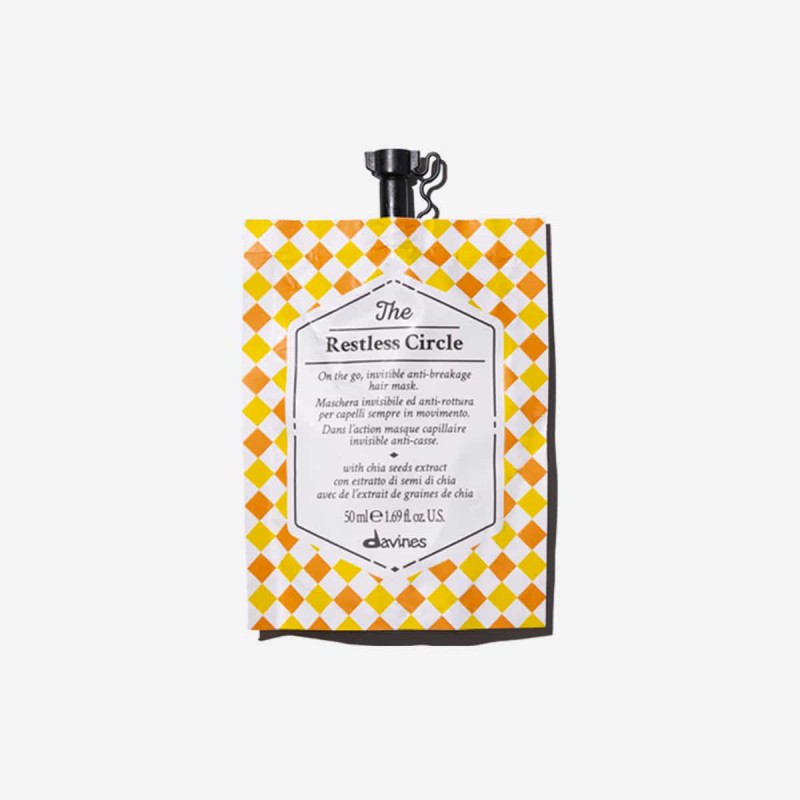 The
Restless Circle
On the go, invisible anti-breakage
hair mask.
Maschera invisibile ed anti-rottura
per capelli sempre in movimento.
Dans l'action masque capillaire
invisible anti-casse.
with chia seeds extract
con estratto di semi di chia
avec de l'extrait de graines de chia
50 ml ℮ 1.69 fl. oz. U.S.
davines